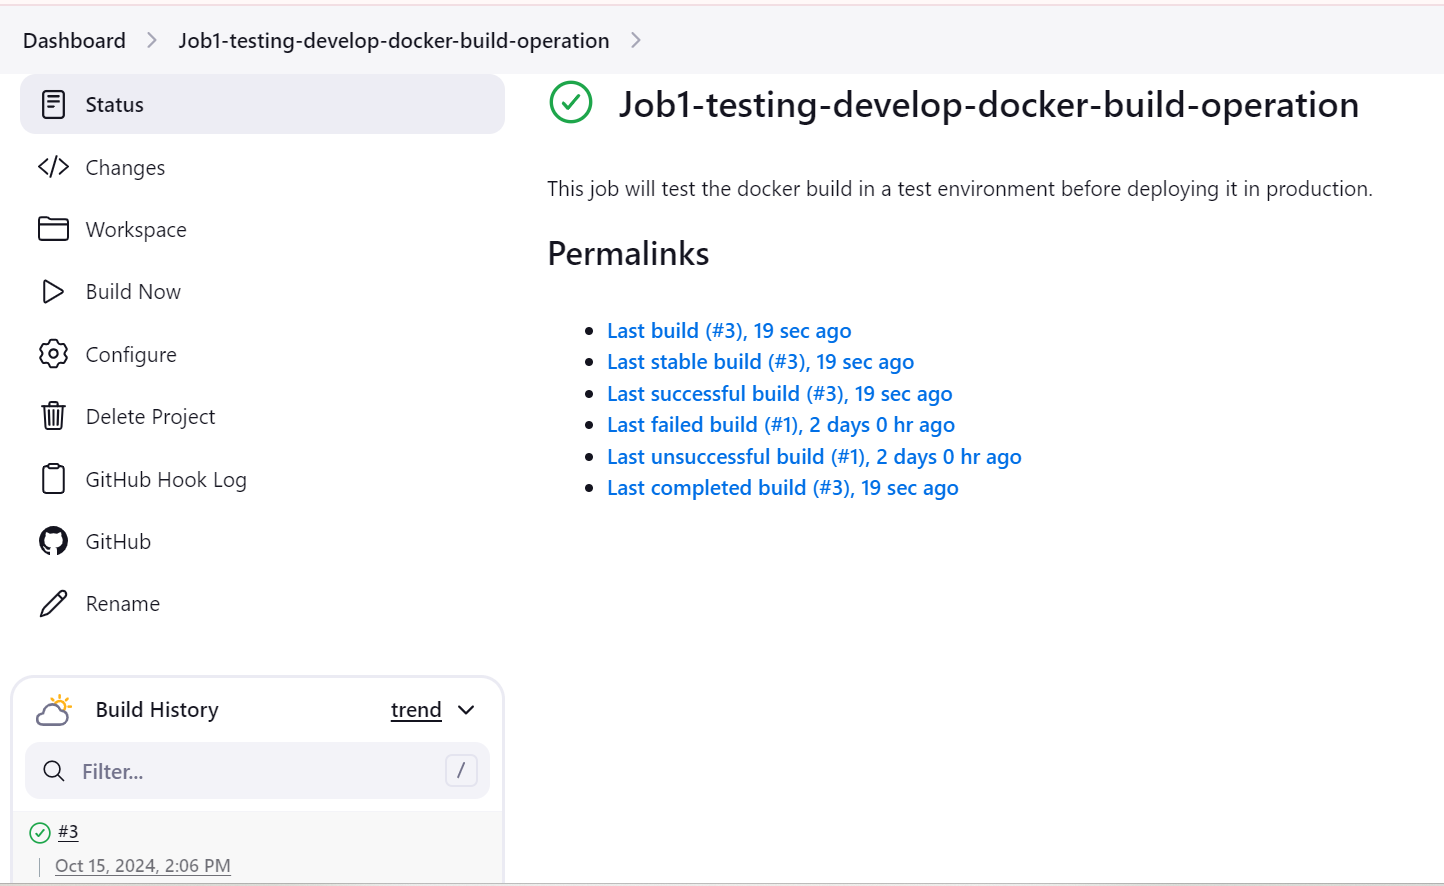 Dashboard > Job1-testing-develop-docker-build-operation >
Status
Changes
Workspace
Build Now
Configure
Delete Project
GitHub Hook Log
GitHub
Rename
Build History trend
Filter... /
#3
Oct 15, 2024, 2:06 PM
Job1-testing-develop-docker-build-operation
This job will test the docker build in a test environment before deploying it in production.
Permalinks
• Last build (#3), 19 sec ago
• Last stable build (#3), 19 sec ago
• Last successful build (#3), 19 sec ago
• Last failed build (#1), 2 days 0 hr ago
• Last unsuccessful build (#1), 2 days 0 hr ago
• Last completed build (#3), 19 sec ago